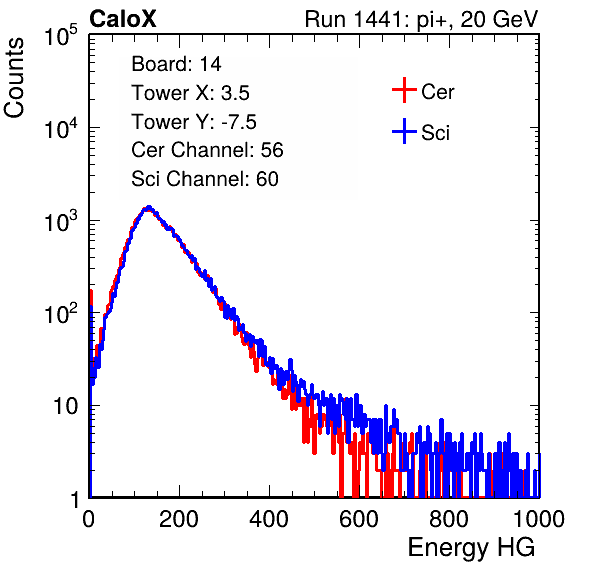 CaloX Run 1441: pi+, 20 GeV
Counts
Board: 14
Tower X: 3.5
Tower Y: -7.5
Cer Channel: 56
Sci Channel: 60
Cer
Sci
10^5
10^4
10^3
10^2
10
1
0 200 400 600 800 1000
Energy HG